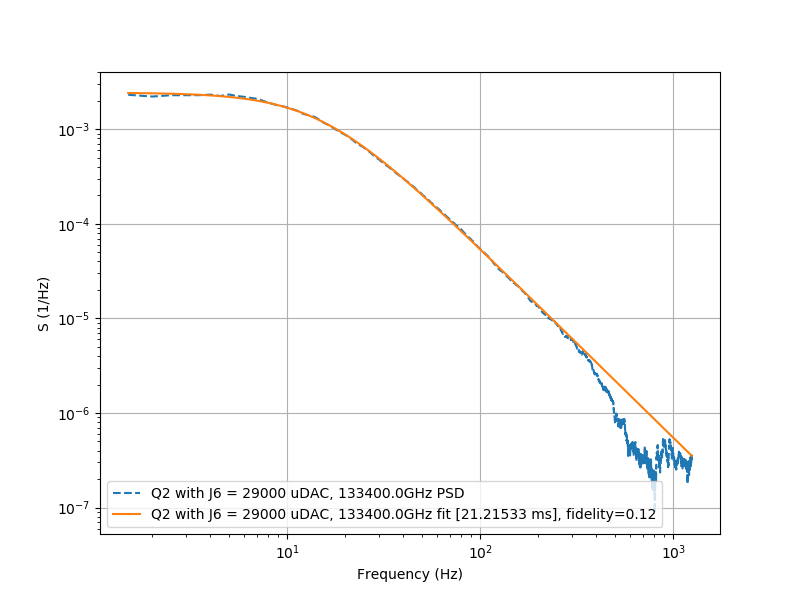 10⁻³
10⁻⁴
10⁻⁵
10⁻⁶
10⁻⁷
S (1/Hz)
Q2 with J6 = 29000 uDAC, 133400.0GHz PSD
Q2 with J6 = 29000 uDAC, 133400.0GHz fit [21.21533 ms], fidelity=0.12
10¹
10²
10³
Frequency (Hz)